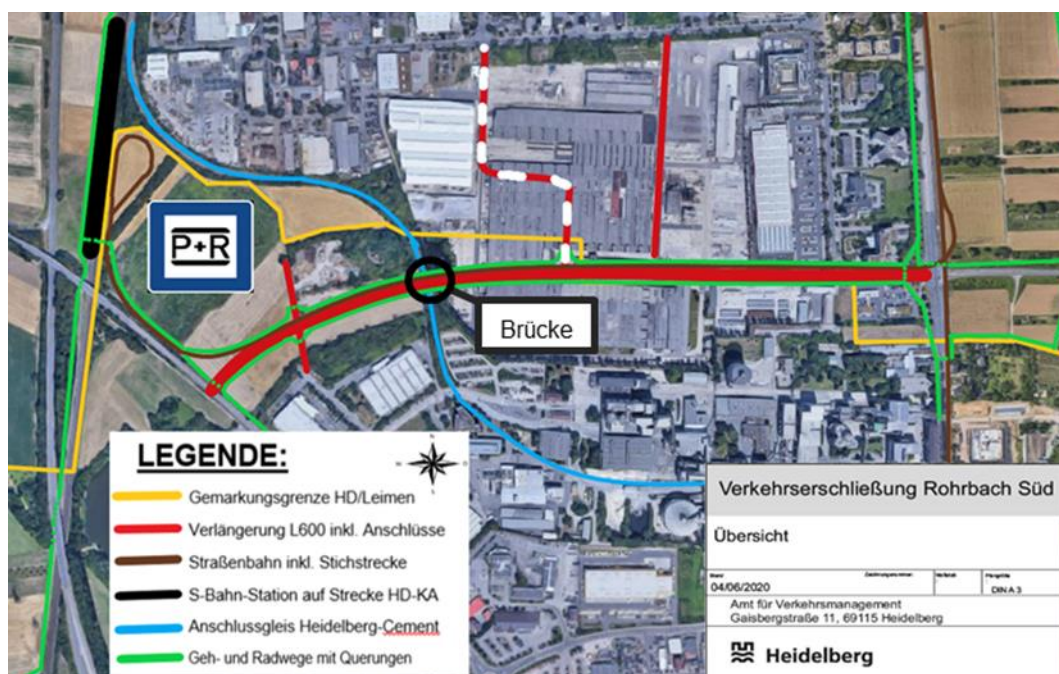 P+R
Brücke
LEGENDE:
Gemarkungsgrenze HD/Leimen
Verlängerung L600 inkl. Anschlüsse
Straßenbahn inkl. Stichstrecke
S-Bahn-Station auf Strecke HD-KA
Anschlussgleis Heidelberg-Cement
Geh- und Radwege mit Querungen
Verkehrserschließung Rohrbach Süd
Übersicht
04/06/2020
DIN A 3
Amt für Verkehrsmanagement
Gaisbergstraße 11, 69115 Heidelberg
Heidelberg